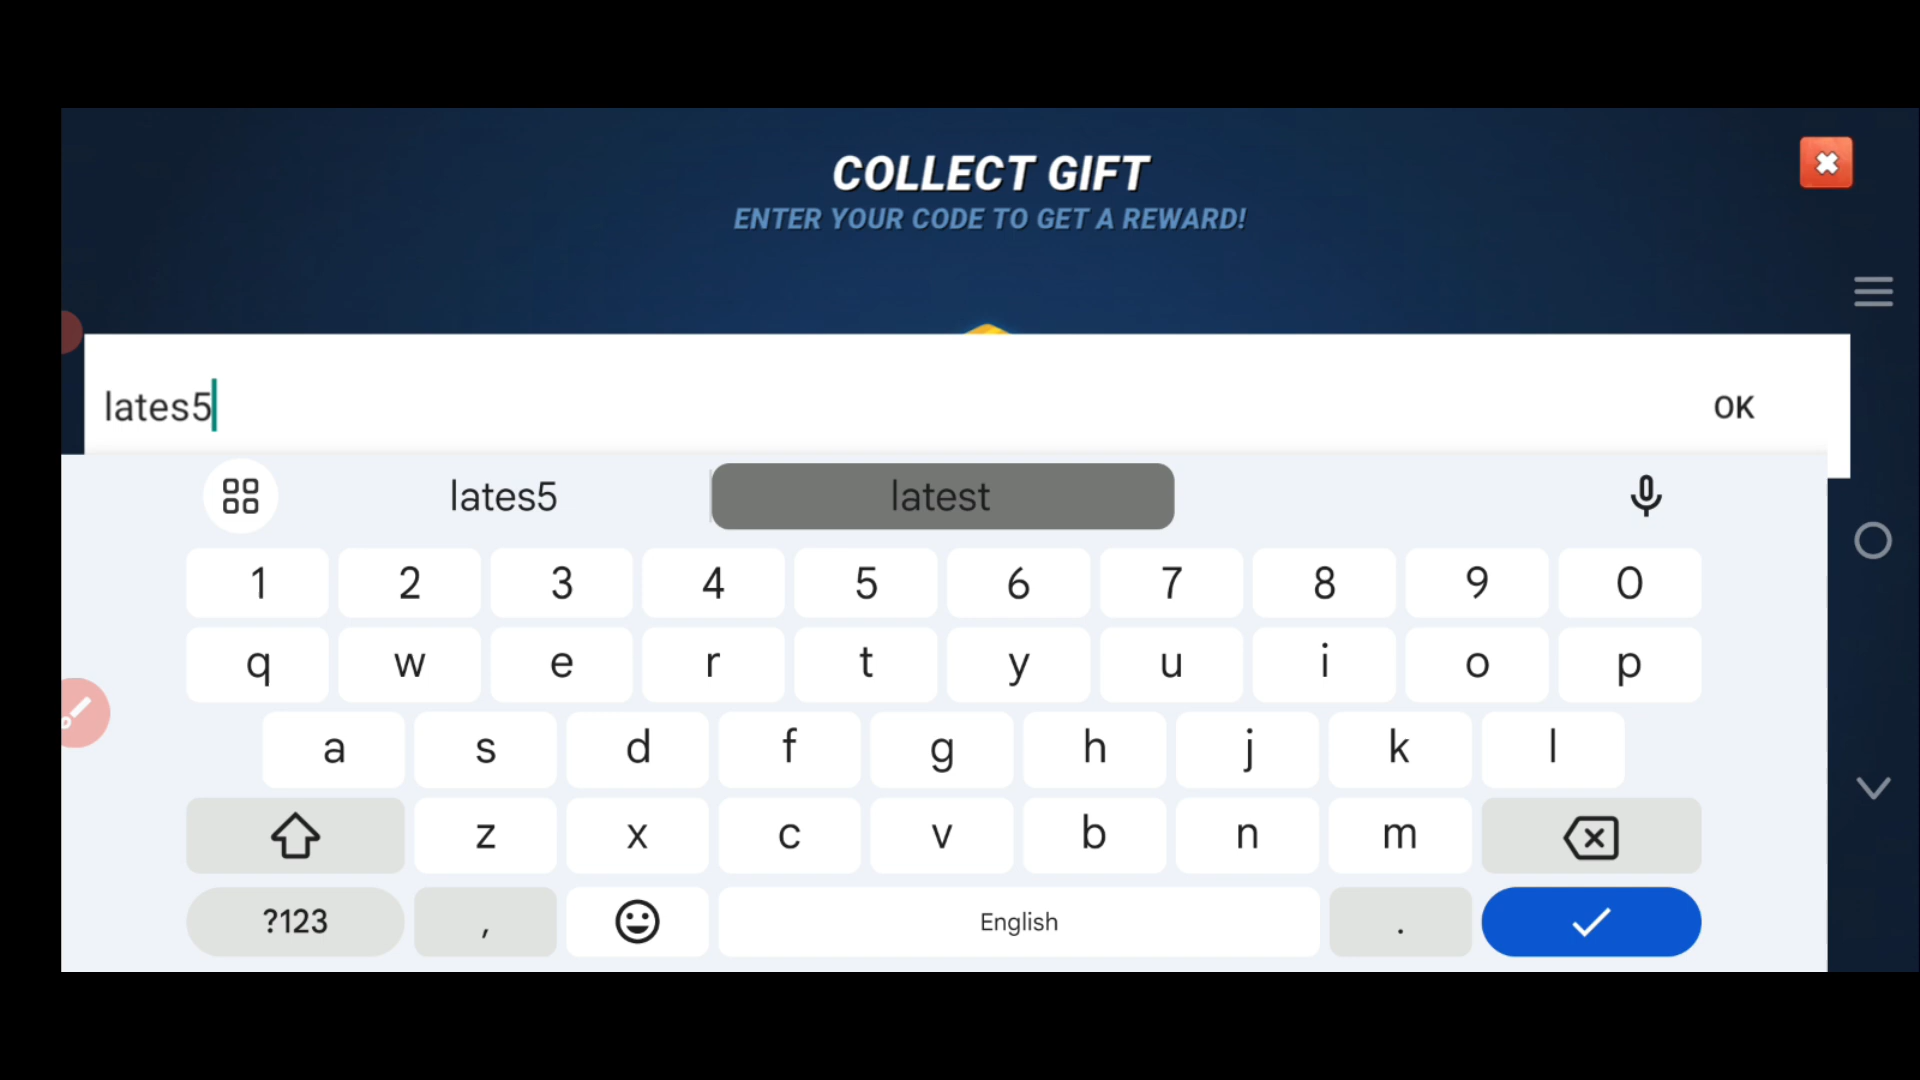 COLLECT GIFT
ENTER YOUR CODE TO GET A REWARD!
lates5
OK
lates5 latest
1 2 3 4 5 6 7 8 9 0
q w e r t y u i o p
a s d f g h j k l
z x c v b n m
?123 , English .